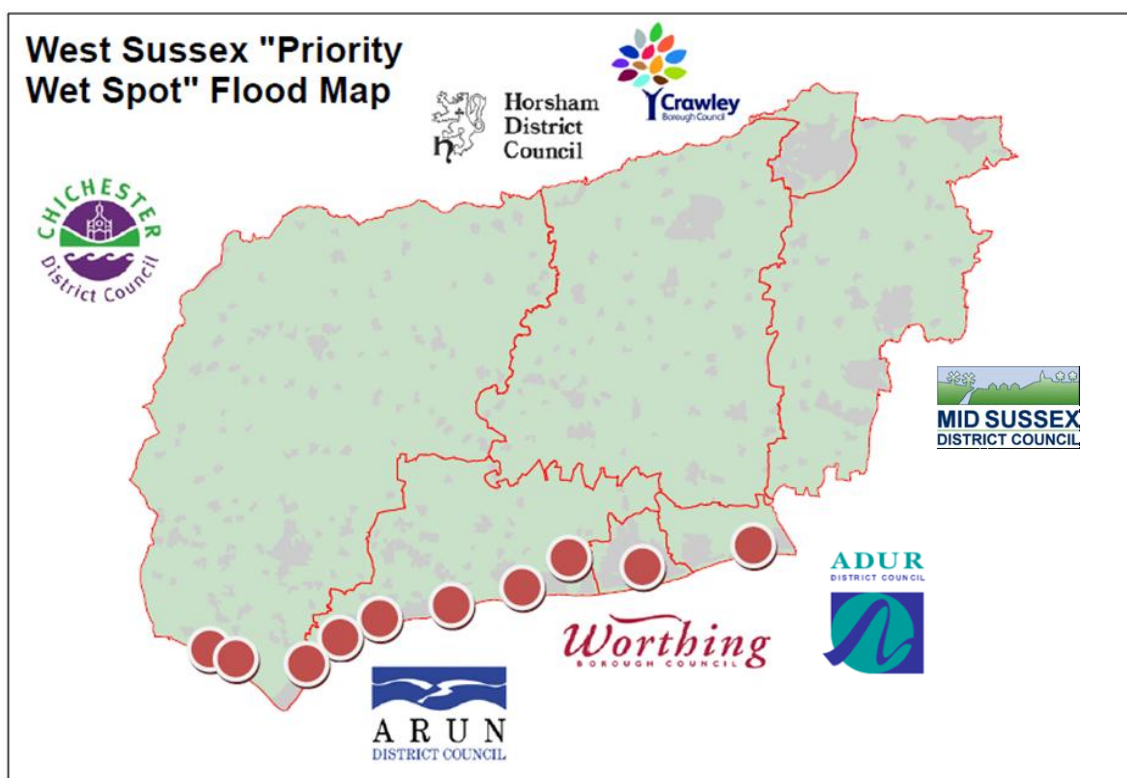 West Sussex "Priority
Wet Spot" Flood Map
Horsham
District
Council
Crawley
Borough Council
CHICHESTER
District Council
MID SUSSEX
DISTRICT COUNCIL
ADUR
DISTRICT COUNCIL
Worthing
BOROUGH COUNCIL
ARUN
DISTRICT COUNCIL